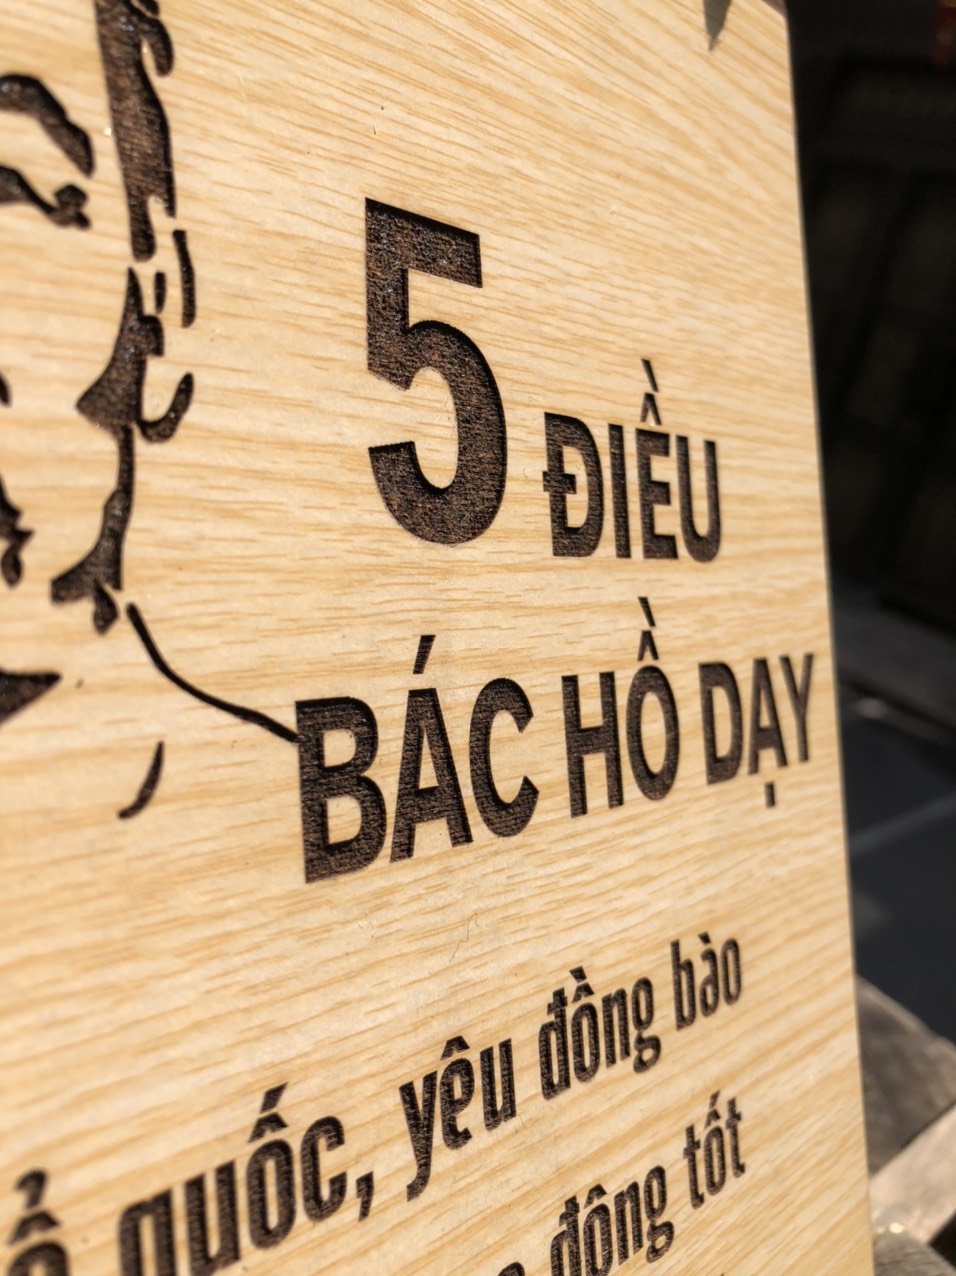 5 ĐIỀU
BÁC HỒ DẠY
quốc, yêu đồng bào
động tốt